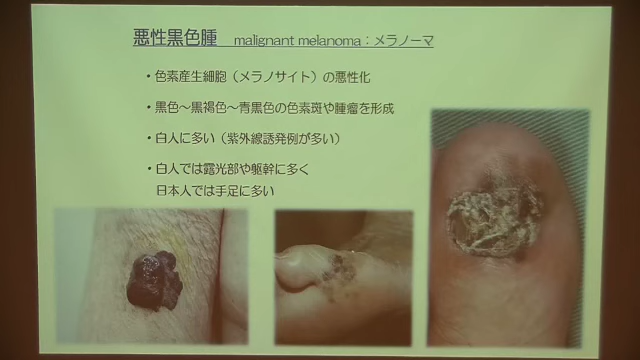 悪性黒色腫 malignant melanoma：メラノーマ
・色素産生細胞（メラノサイト）の悪性化
・黒色～黒褐色～青黒色の色素斑や腫瘤を形成
・白人に多い（紫外線誘発例が多い）
・白人では露光部や躯幹に多く
日本人では手足に多い